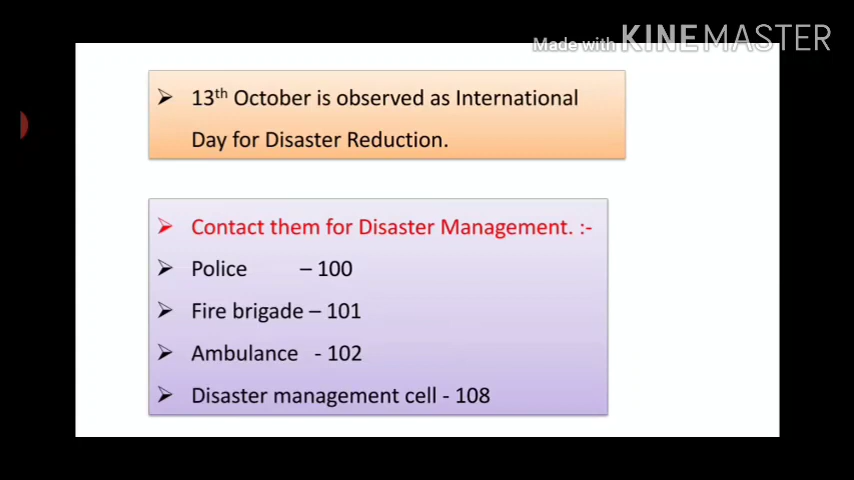 Made with KINEMASTER
➢ 13th October is observed as International
Day for Disaster Reduction.
➢ Contact them for Disaster Management. :-
➢ Police – 100
➢ Fire brigade – 101
➢ Ambulance - 102
➢ Disaster management cell - 108